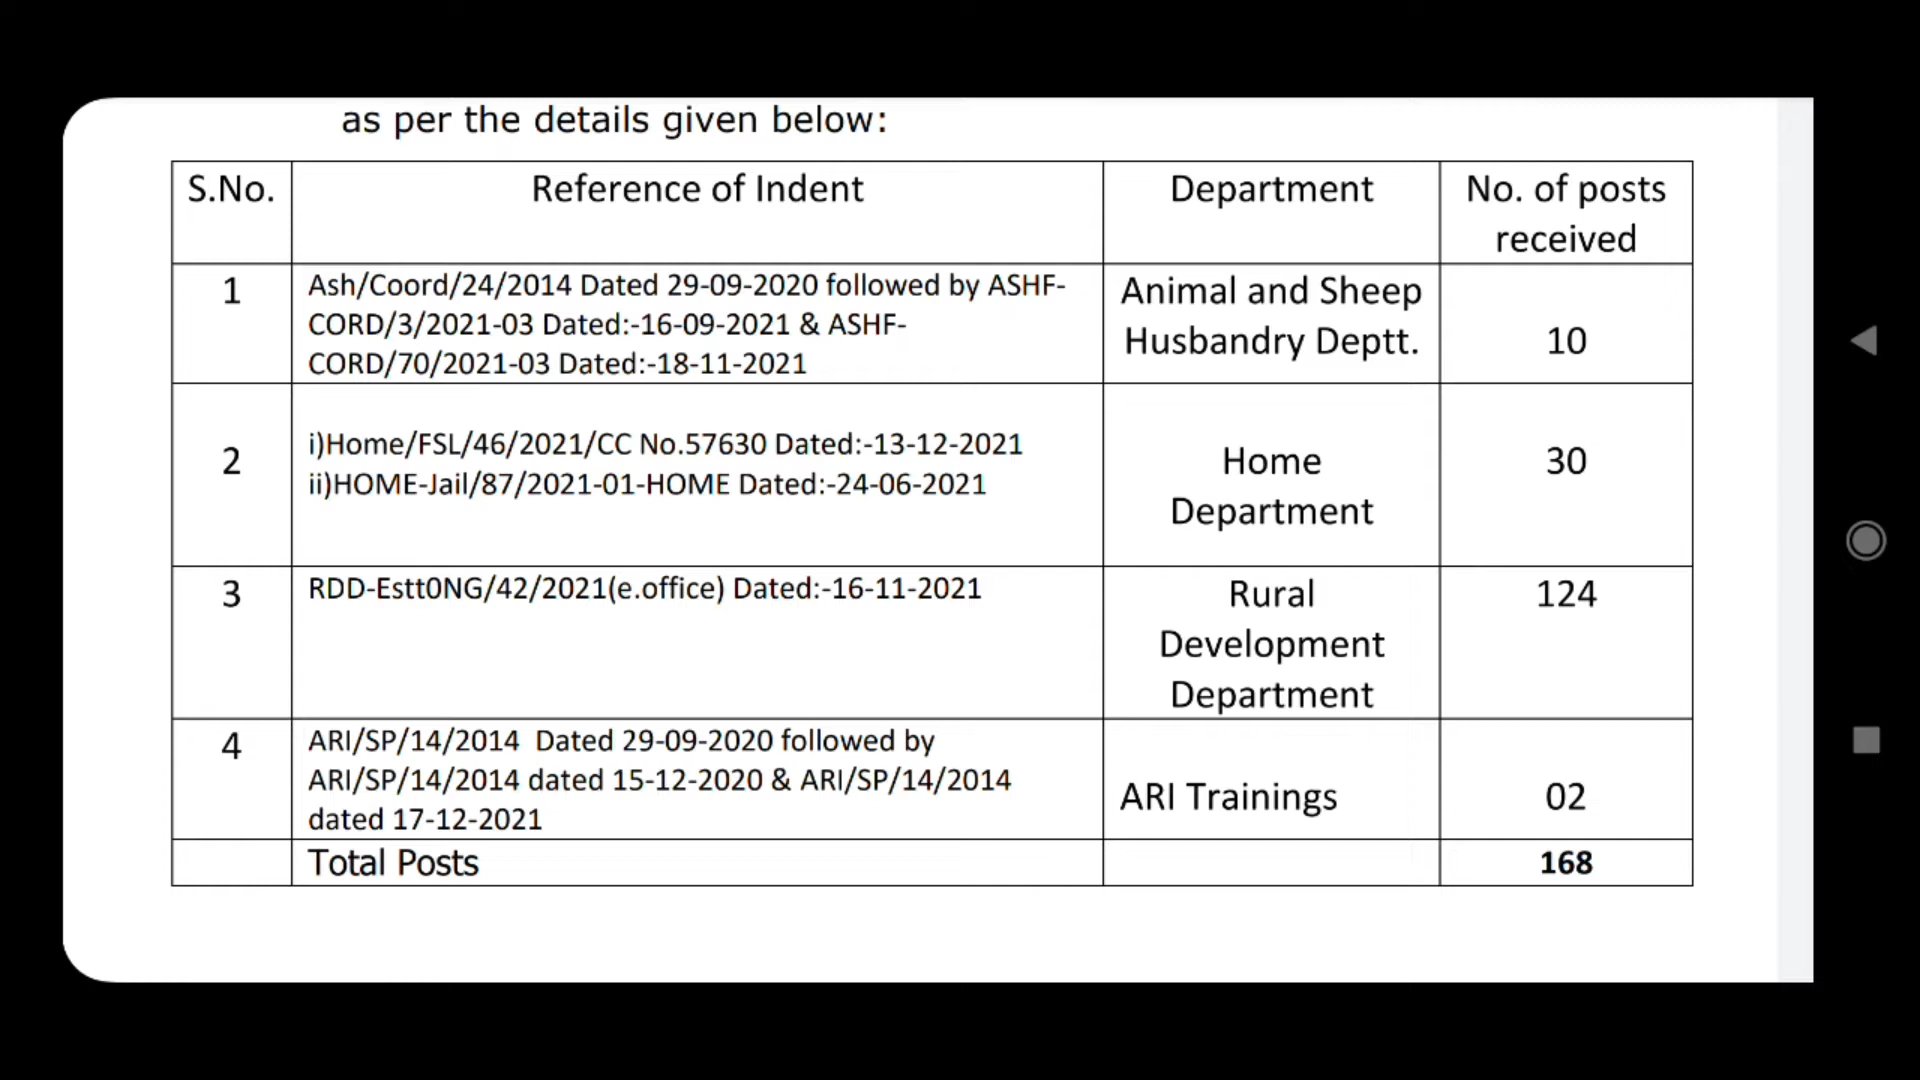 as per the details given below:
S.No.
Reference of Indent
Department
No. of posts
received
1
Ash/Coord/24/2014 Dated 29-09-2020 followed by ASHF-
CORD/3/2021-03 Dated:-16-09-2021 & ASHF-
CORD/70/2021-03 Dated:-18-11-2021
Animal and Sheep
Husbandry Deptt.
10
2
i)Home/FSL/46/2021/CC No.57630 Dated:-13-12-2021
ii)HOME-Jail/87/2021-01-HOME Dated:-24-06-2021
Home
Department
30
3
RDD-Estt0NG/42/2021(e.office) Dated:-16-11-2021
Rural
Development
Department
124
4
ARI/SP/14/2014  Dated 29-09-2020 followed by
ARI/SP/14/2014 dated 15-12-2020 & ARI/SP/14/2014
dated 17-12-2021
ARI Trainings
02
Total Posts
168